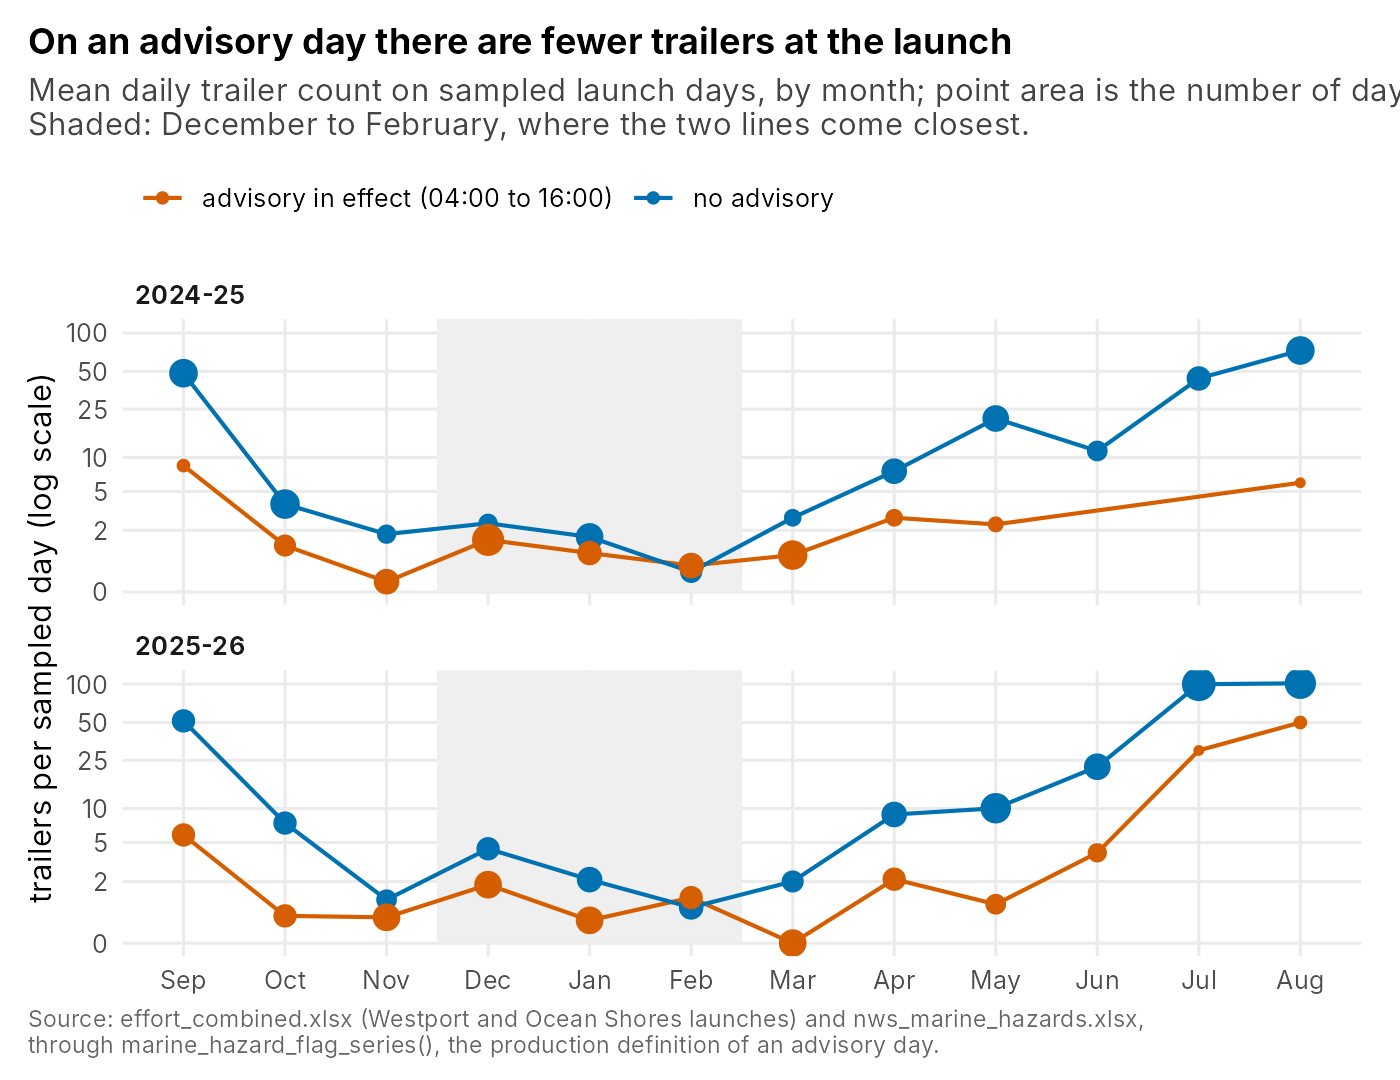 On an advisory day there are fewer trailers at the launch
Mean daily trailer count on sampled launch days, by month; point area is the number of day
Shaded: December to February, where the two lines come closest.
advisory in effect (04:00 to 16:00)
no advisory
2024-25
100
50
25
10
5
2
0
trailers per sampled day (log scale)
2025-26
100
50
25
10
5
2
0
Sep Oct Nov Dec Jan Feb Mar Apr May Jun Jul Aug
Source: effort_combined.xlsx (Westport and Ocean Shores launches) and nws_marine_hazards.xlsx,
through marine_hazard_flag_series(), the production definition of an advisory day.